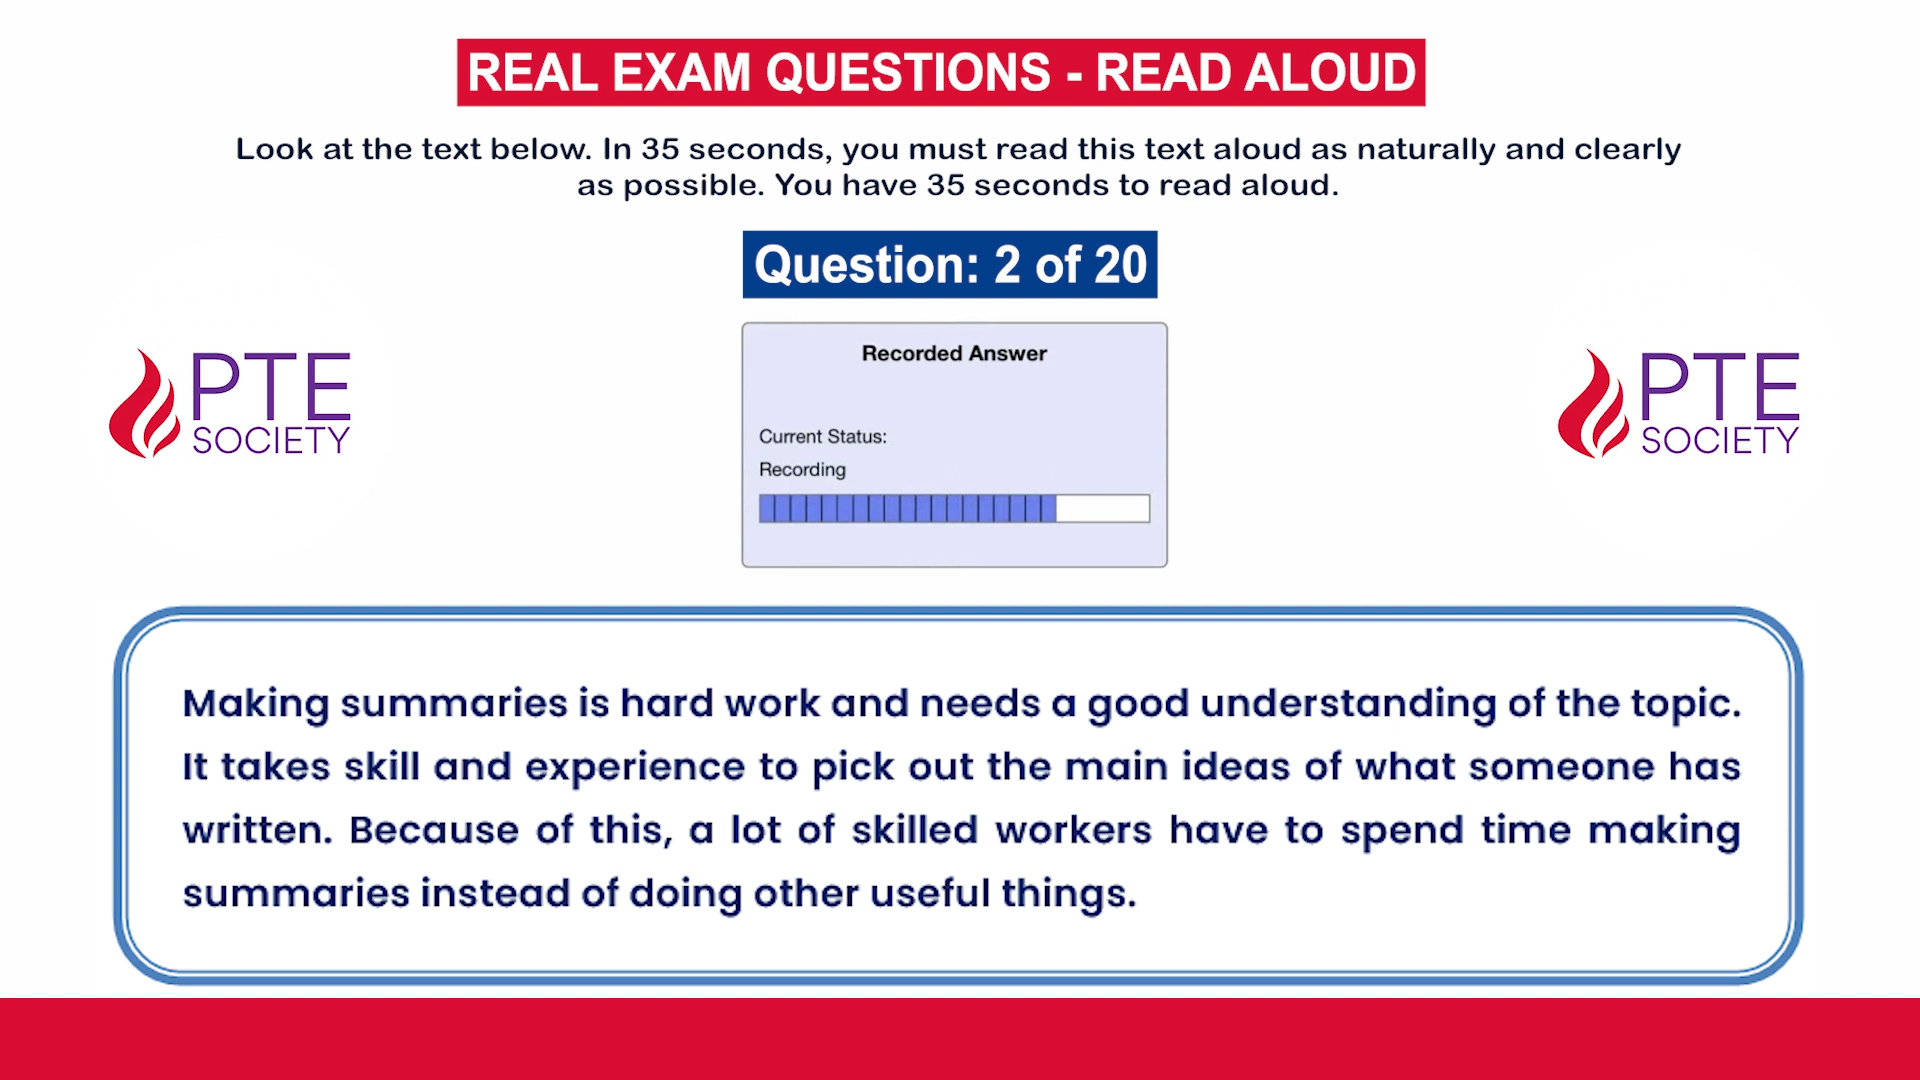 REAL EXAM QUESTIONS - READ ALOUD
Look at the text below. In 35 seconds, you must read this text aloud as naturally and clearly
as possible. You have 35 seconds to read aloud.
Question: 2 of 20
Recorded Answer
PTE
SOCIETY
Current Status:
Recording
PTE
SOCIETY
Making summaries is hard work and needs a good understanding of the topic.
It takes skill and experience to pick out the main ideas of what someone has
written. Because of this, a lot of skilled workers have to spend time making
summaries instead of doing other useful things.